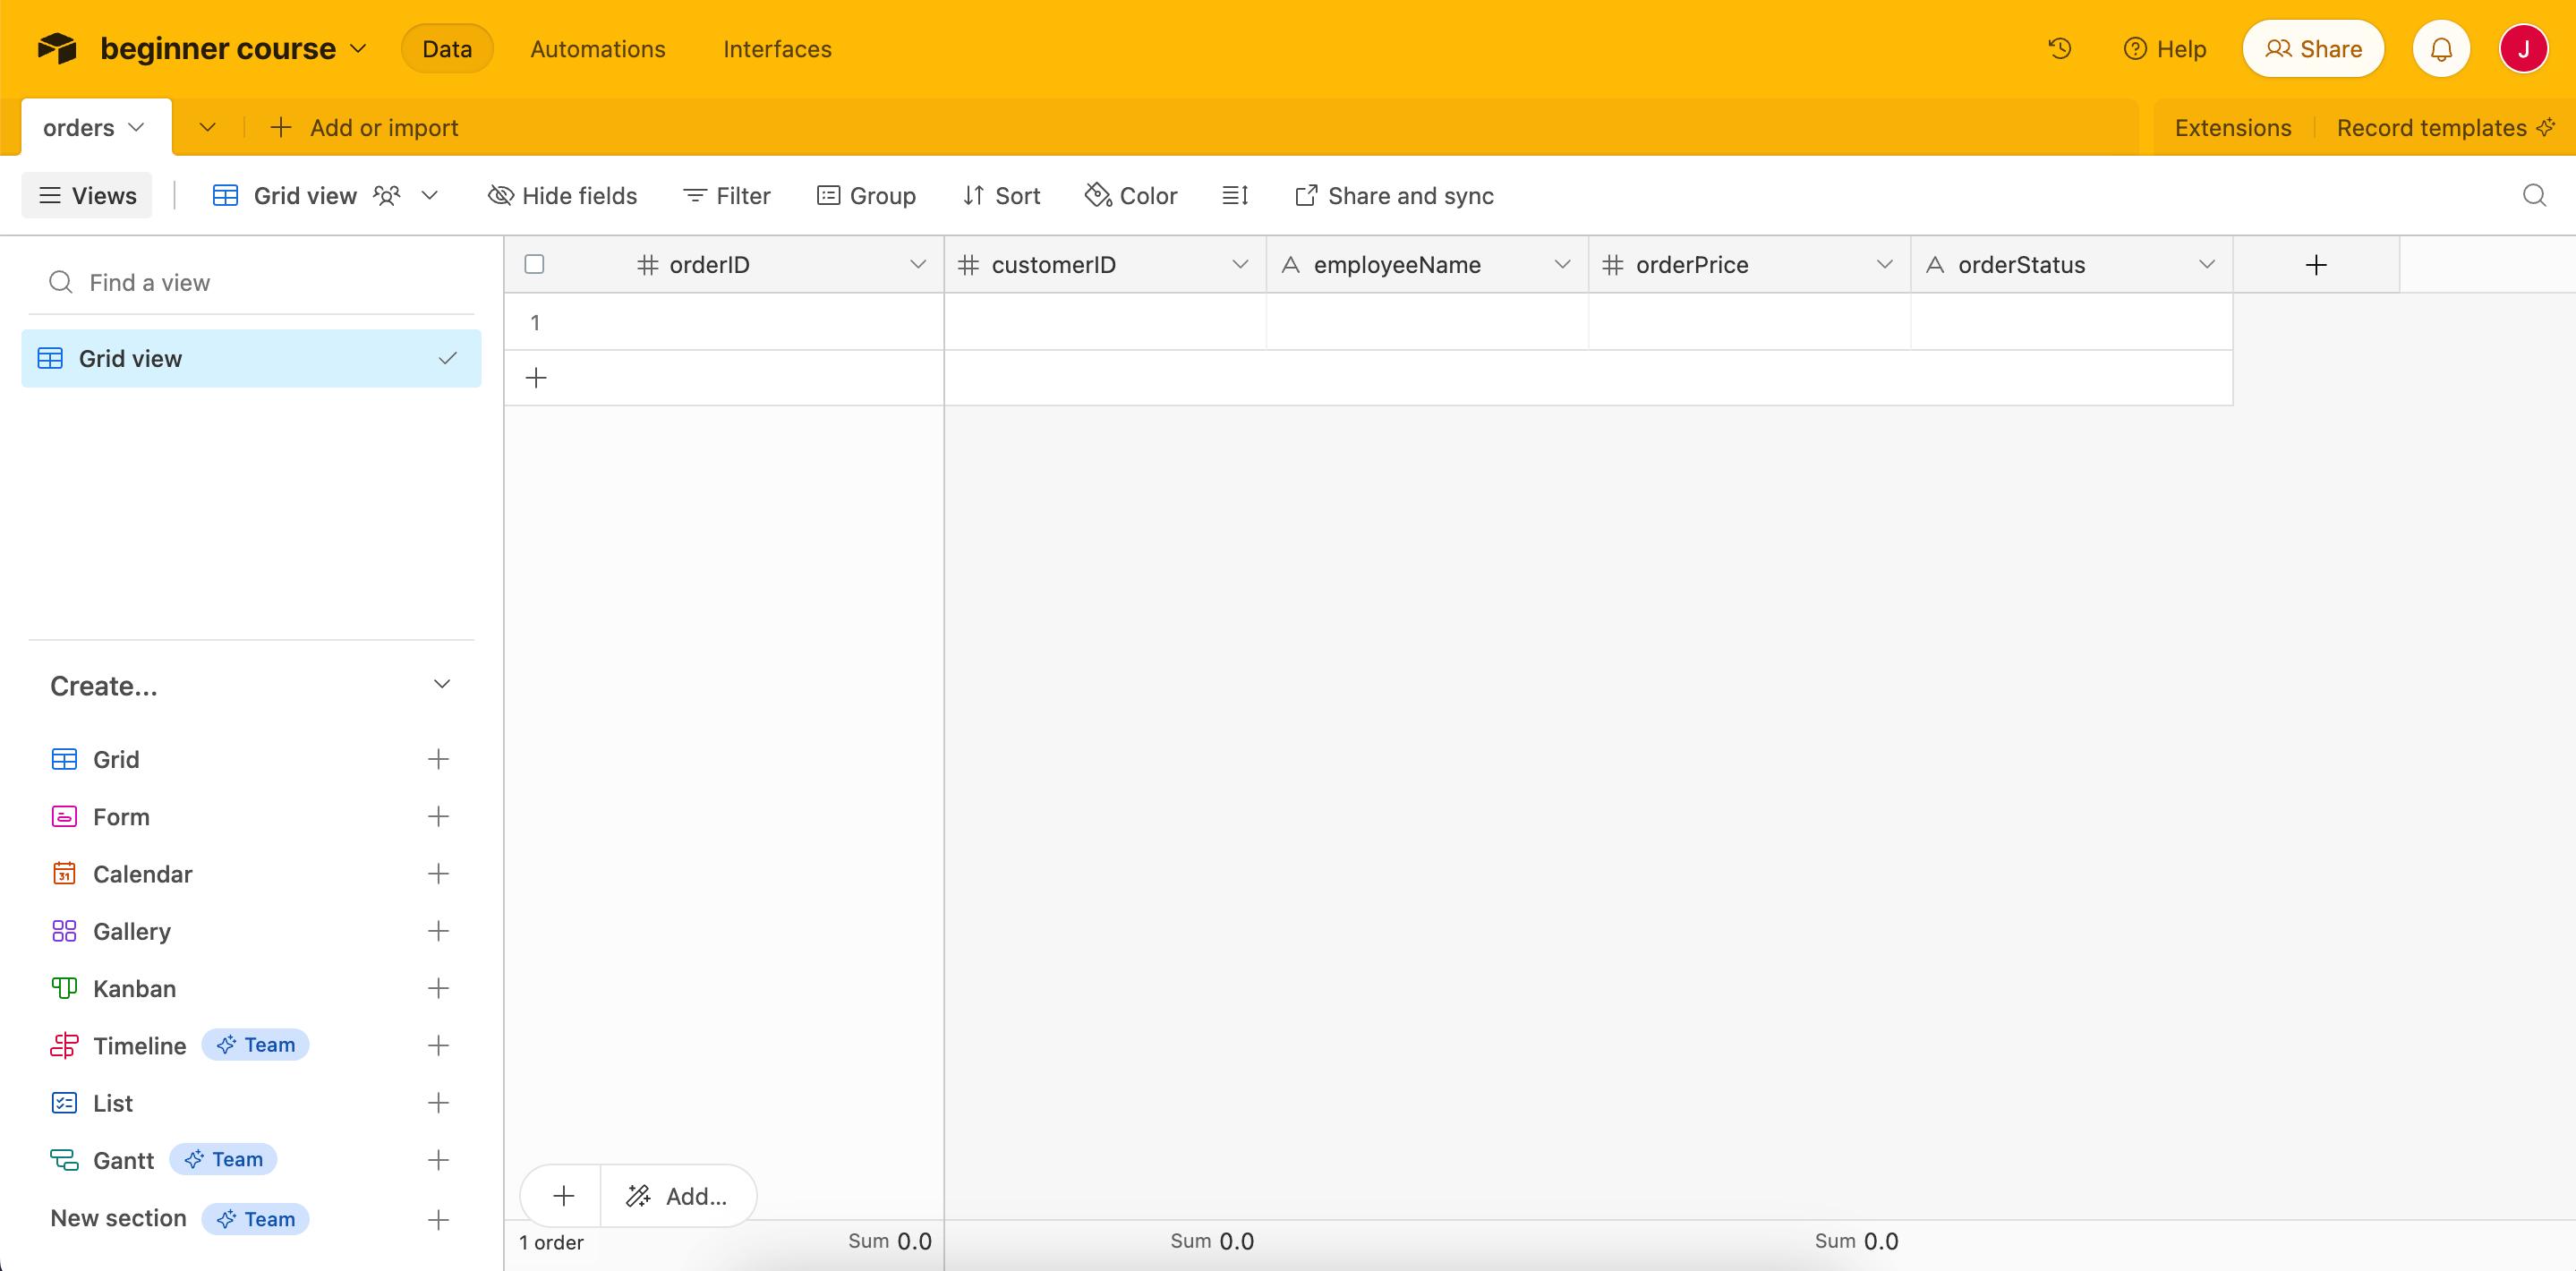 beginner course Data Automations Interfaces Help Share J
orders Add or import Extensions Record templates
Views Grid view Hide fields Filter Group Sort Color Share and sync
Find a view
Grid view
Create...
Grid
Form
31 Calendar
Gallery
Kanban
Timeline Team
List
Gantt Team
New section Team
orderID customerID employeeName orderPrice orderStatus
1
Add...
1 order Sum 0.0 Sum 0.0 Sum 0.0